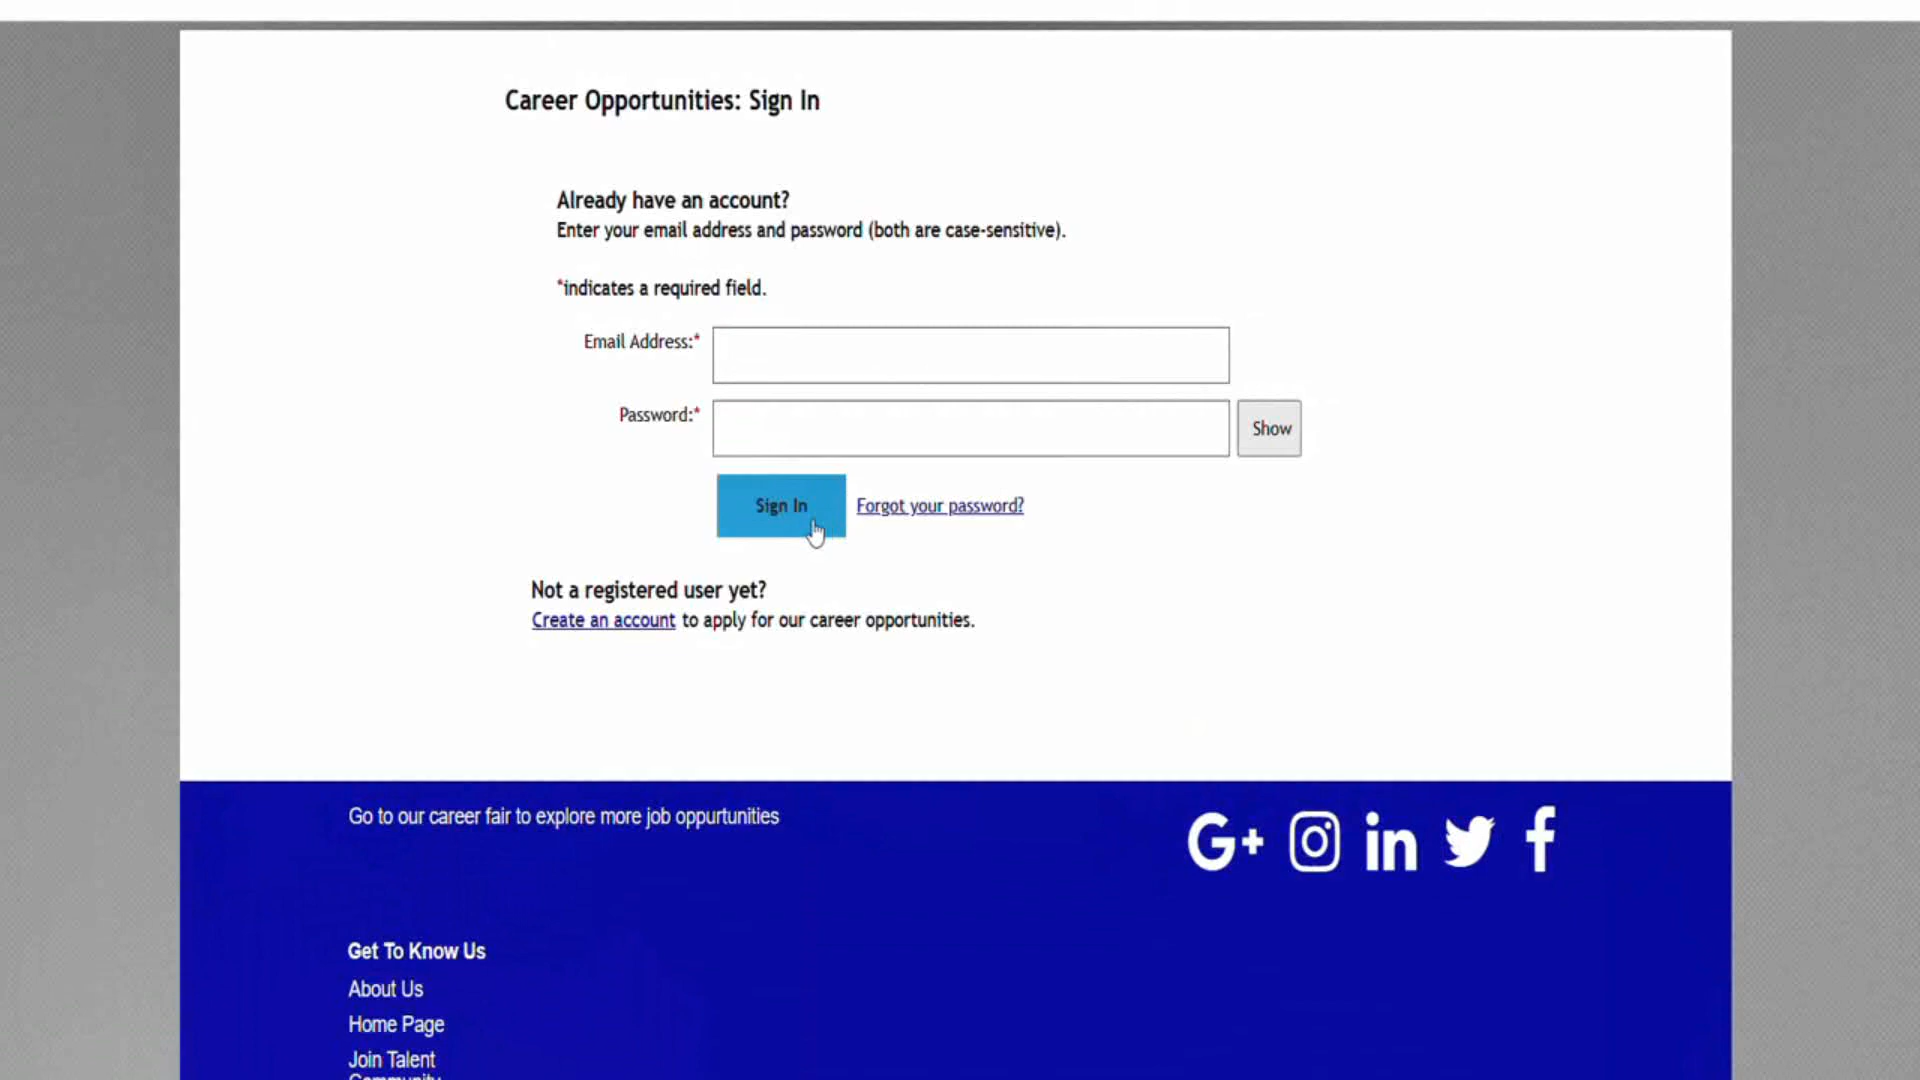 Career Opportunities: Sign In
Already have an account?
Enter your email address and password (both are case-sensitive).
*indicates a required field.
Email Address:*
Password:*
Show
Sign In Forgot your password?
Not a registered user yet?
Create an account to apply for our career opportunities.
Go to our career fair to explore more job oppurtunities
G+ in f
Get To Know Us
About Us
Home Page
Join Talent
Community